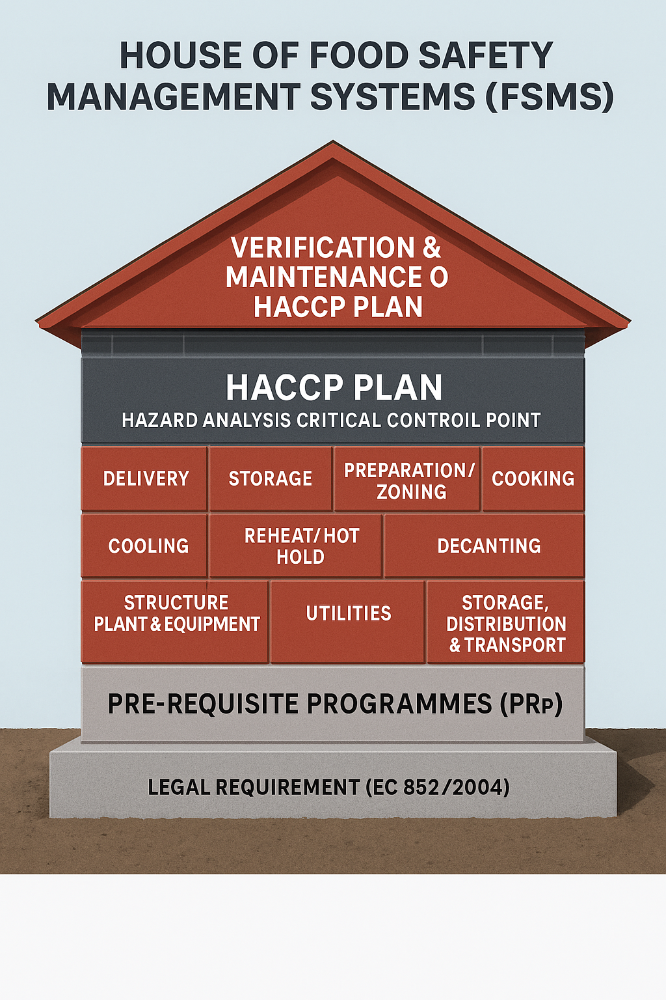 HOUSE OF FOOD SAFETY
MANAGEMENT SYSTEMS (FSMS)
VERIFICATION &
MAINTENANCE O
HACCP PLAN
HACCP PLAN
HAZARD ANALYSIS CRITICAL CONTROIL POINT
DELIVERY
STORAGE
PREPARATION/
ZONING
COOKING
COOLING
REHEAT/HOT
HOLD
DECANTING
STRUCTURE
PLANT & EQUIPMENT
UTILITIES
STORAGE,
DISTRIBUTION
& TRANSPORT
PRE-REQUISITE PROGRAMMES (PRP)
LEGAL REQUIREMENT (EC 852/2004)